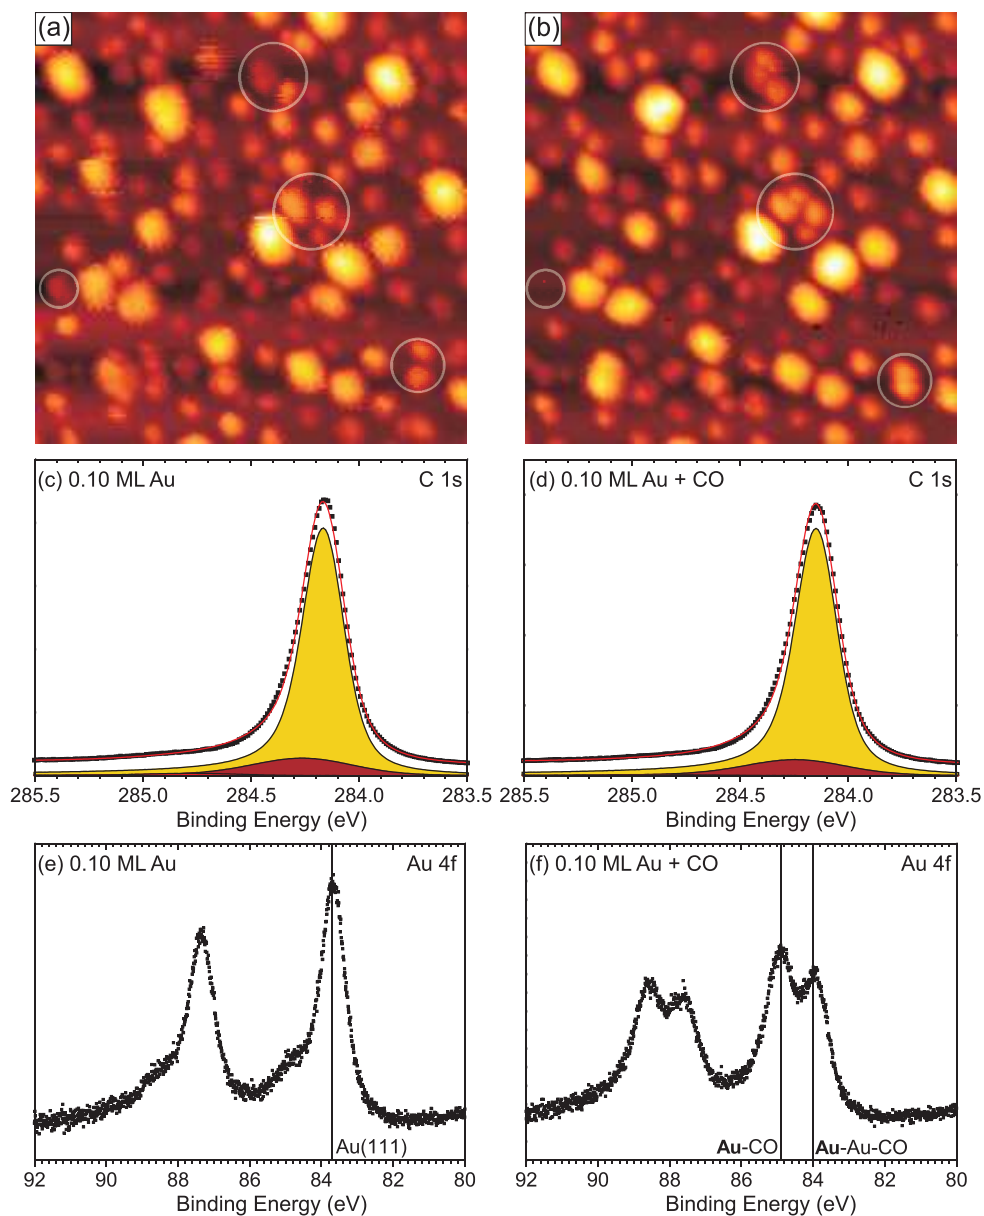 (a)
(b)
(c) 0.10 ML Au
C 1s
285.5
285.0
284.4
284.0
283.5
Binding Energy (eV)
(d) 0.10 ML Au + CO
C 1s
285.5
285.0
284.4
284.0
283.5
Binding Energy (eV)
(e) 0.10 ML Au
Au 4f
Au(111)
92
90
88
86
84
82
80
Binding Energy (eV)
(f) 0.10 ML Au + CO
Au 4f
Au-CO
Au-Au-CO
92
90
88
86
84
82
80
Binding Energy (eV)